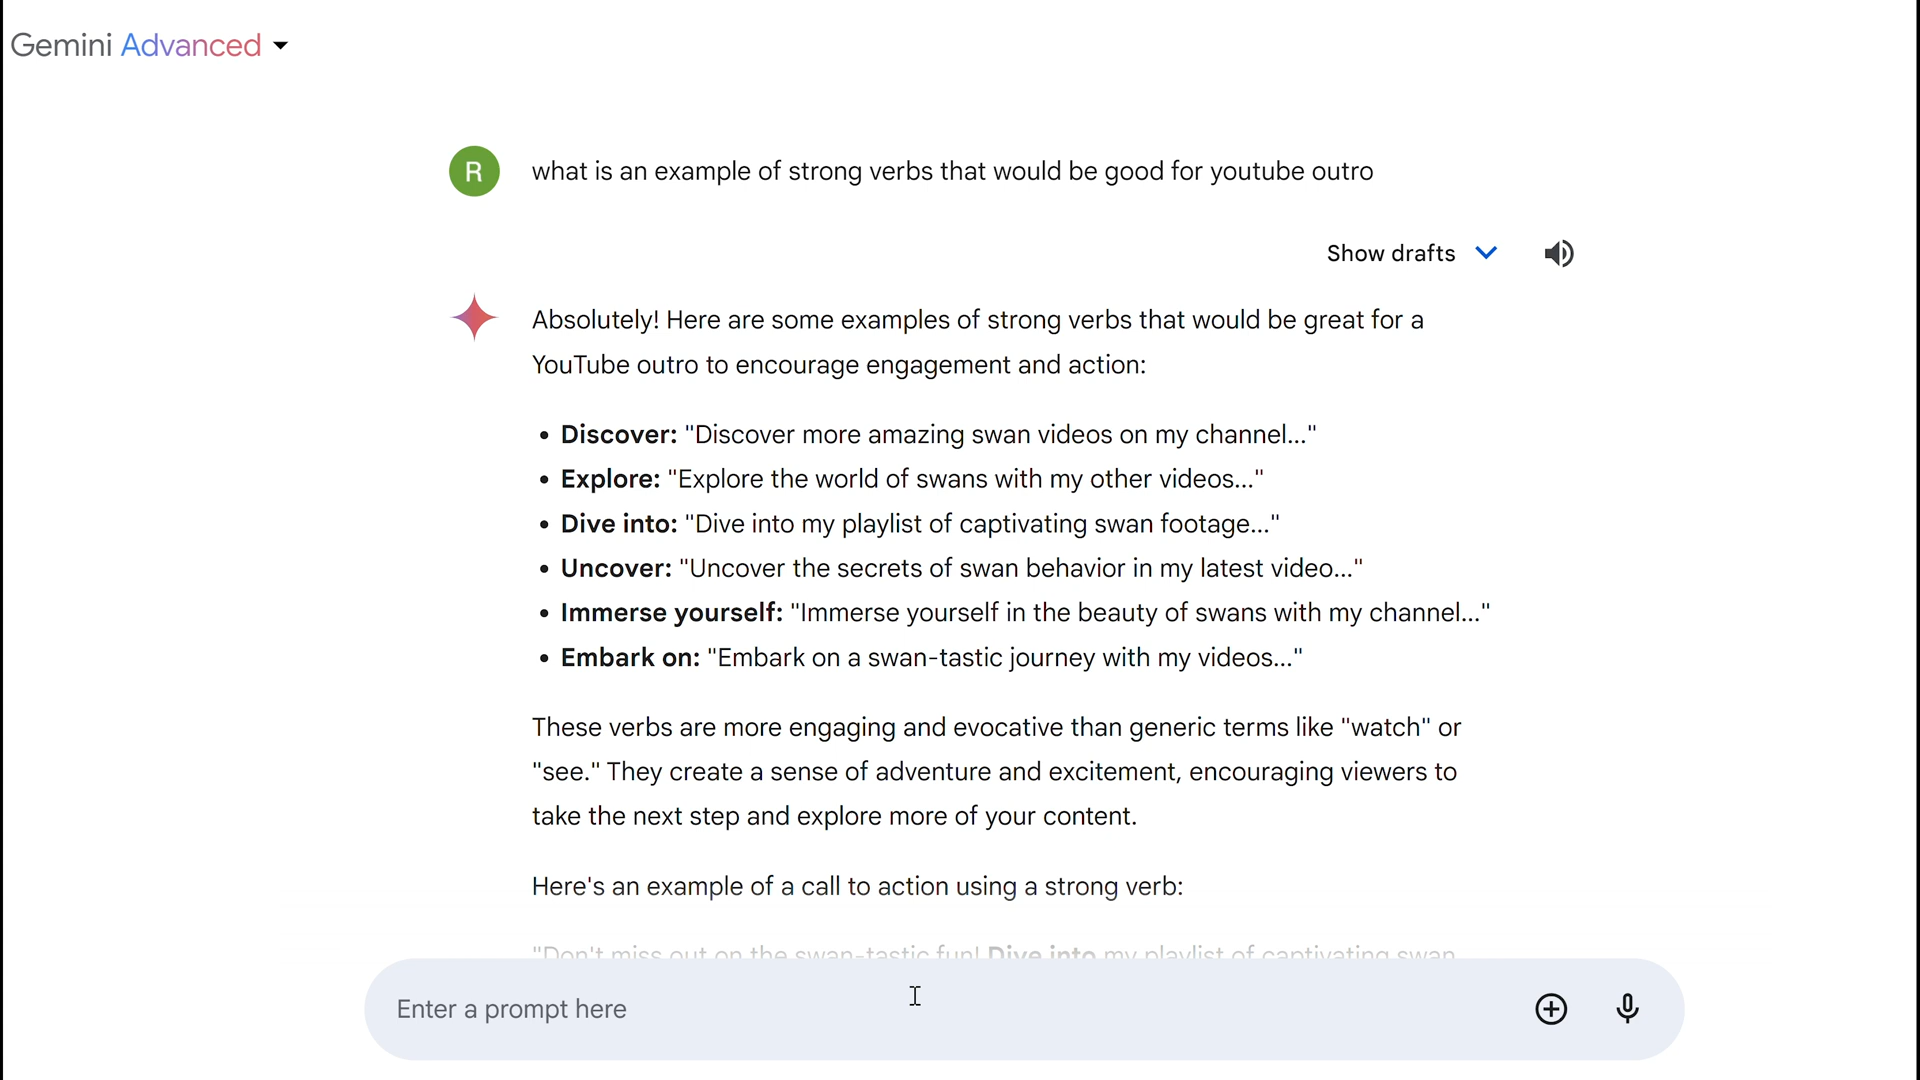 Gemini Advanced
R
what is an example of strong verbs that would be good for youtube outro
Show drafts
Absolutely! Here are some examples of strong verbs that would be great for a
YouTube outro to encourage engagement and action:
• Discover: "Discover more amazing swan videos on my channel..."
• Explore: "Explore the world of swans with my other videos..."
• Dive into: "Dive into my playlist of captivating swan footage..."
• Uncover: "Uncover the secrets of swan behavior in my latest video..."
• Immerse yourself: "Immerse yourself in the beauty of swans with my channel..."
• Embark on: "Embark on a swan-tastic journey with my videos..."
These verbs are more engaging and evocative than generic terms like "watch" or
"see." They create a sense of adventure and excitement, encouraging viewers to
take the next step and explore more of your content.
Here's an example of a call to action using a strong verb:
"Don't miss out on the swan-tastic fun! Dive into my playlist of captivating swan
Enter a prompt here